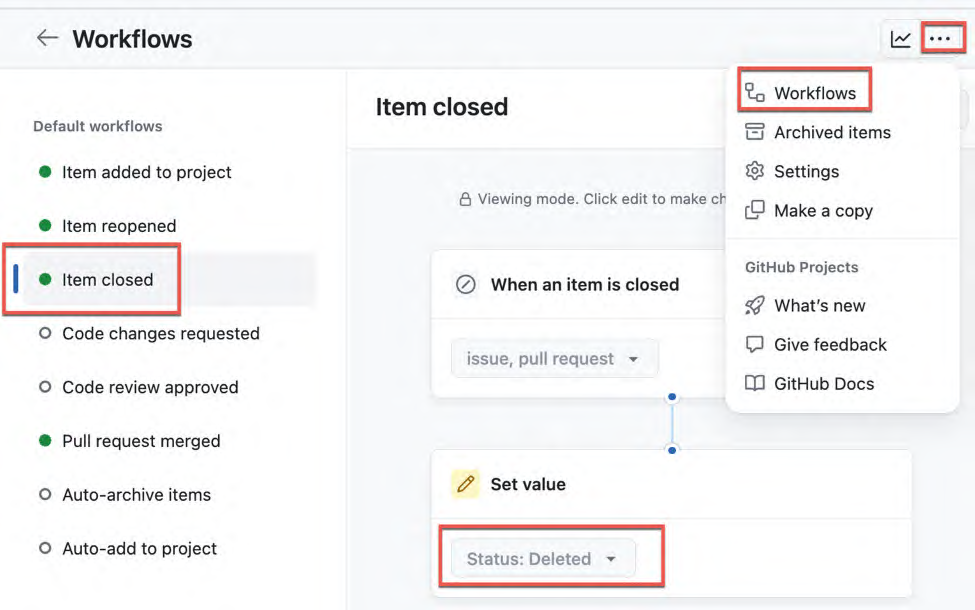 Workflows
Default workflows
Item added to project
Item reopened
Item closed
Code changes requested
Code review approved
Pull request merged
Auto-archive items
Auto-add to project
Item closed
Viewing mode. Click edit to make ch
When an item is closed
issue, pull request
Set value
Status: Deleted
Workflows
Archived items
Settings
Make a copy
GitHub Projects
What's new
Give feedback
GitHub Docs